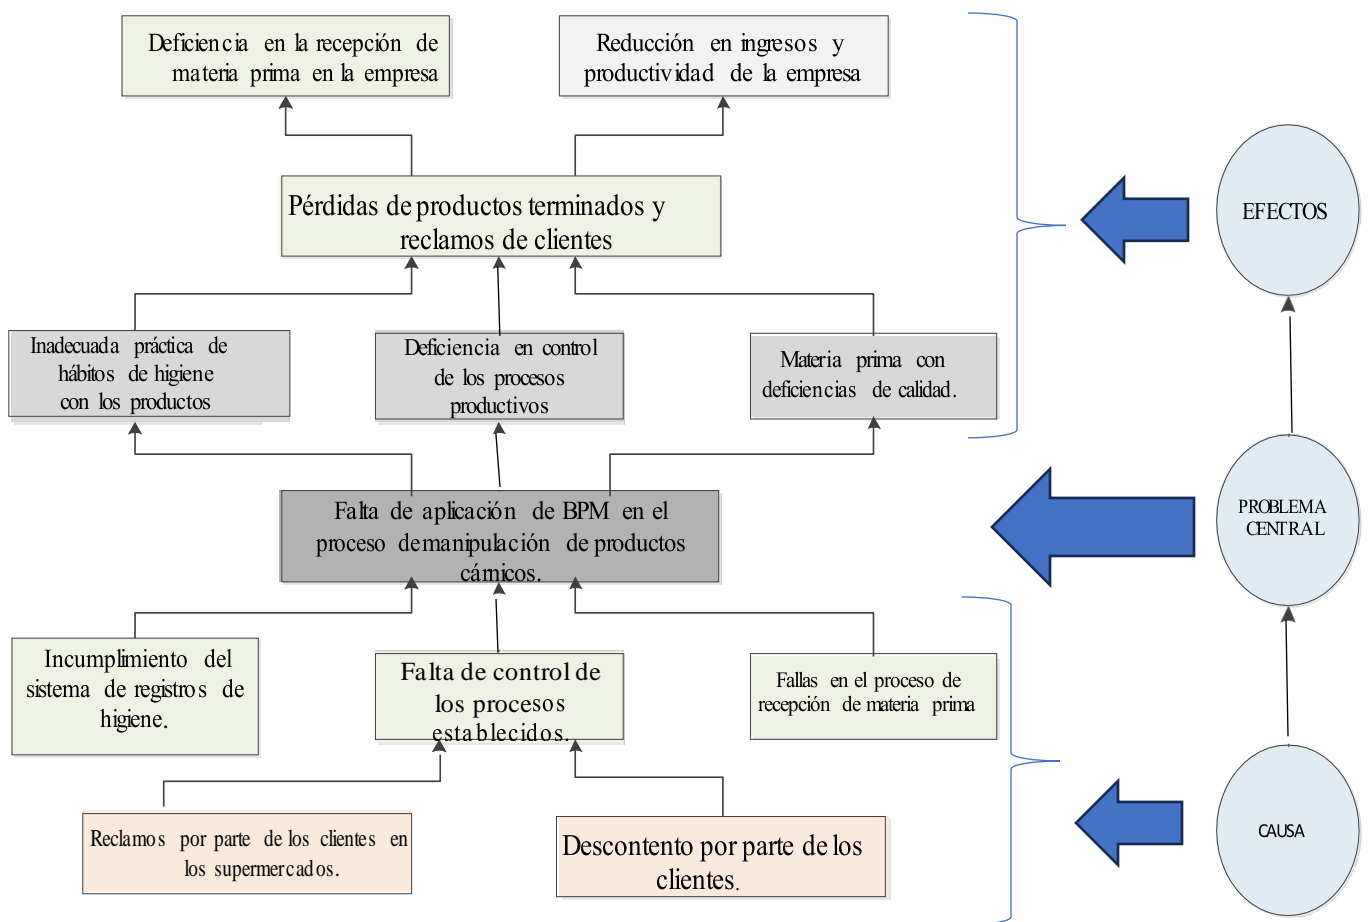 Deficiencia en la recepción de
materia prima en la empresa
Reducción en ingresos y
productividad de la empresa
Pérdidas de productos terminados y
reclamos de clientes
EFECTOS
Inadecuada práctica de
hábitos de higiene
con los productos
Deficiencia en control
de los procesos
productivos
Materia prima con
deficiencias de calidad.
Falta de aplicación de BPM en el
proceso demanipulación de productos
cárnicos.
PROBLEMA
CENTRAL
Incumplimiento del
sistema de registros de
higiene.
Falta de control de
los procesos
establecidos.
Fallas en el proceso de
recepción de materia prima
Reclamos por parte de los clientes en
los supermercados.
Descontento por parte de los
clientes.
CAUSA